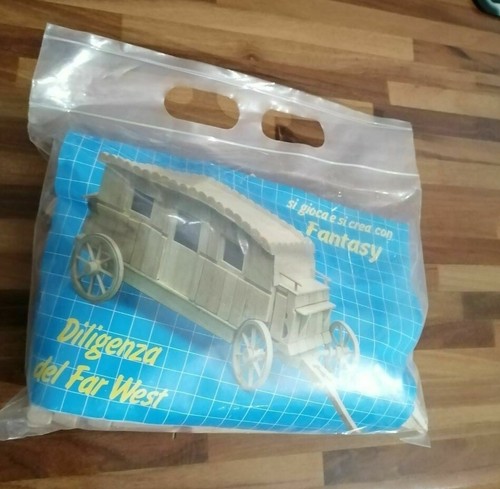 si gioca e si crea con
Fantasy
Diligenza
del Far West